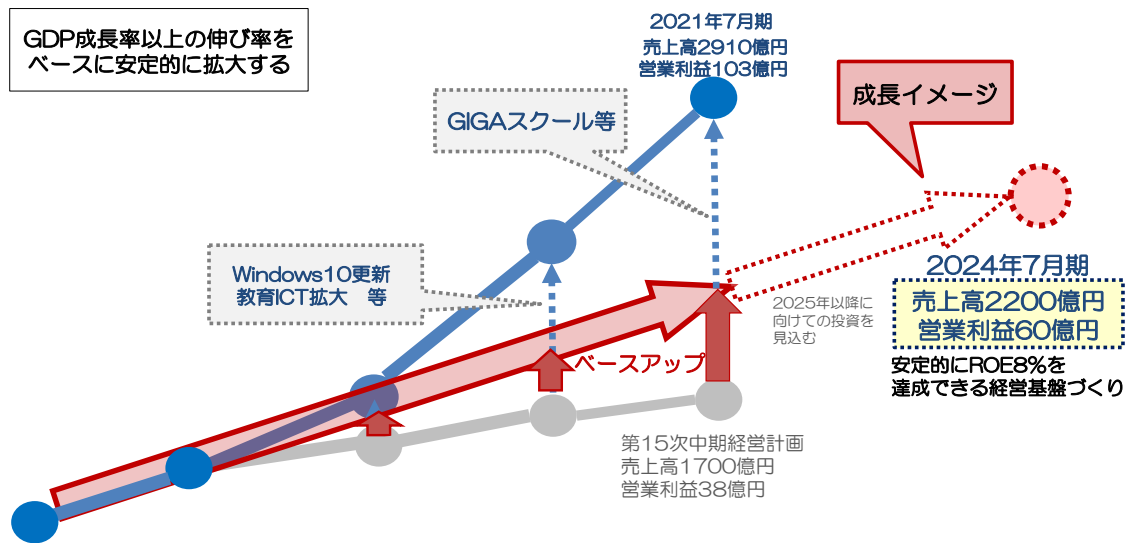 GDP成長率以上の伸び率を
ベースに安定的に拡大する
2021年7月期
売上高2910億円
営業利益103億円
成長イメージ
GIGAスクール等
Windows10更新
教育ICT拡大　等
2024年7月期
売上高2200億円
営業利益60億円
2025年以降に
向けての投資を
見込む
ベースアップ
安定的にROE8%を
達成できる経営基盤づくり
第15次中期経営計画
売上高1700億円
営業利益38億円